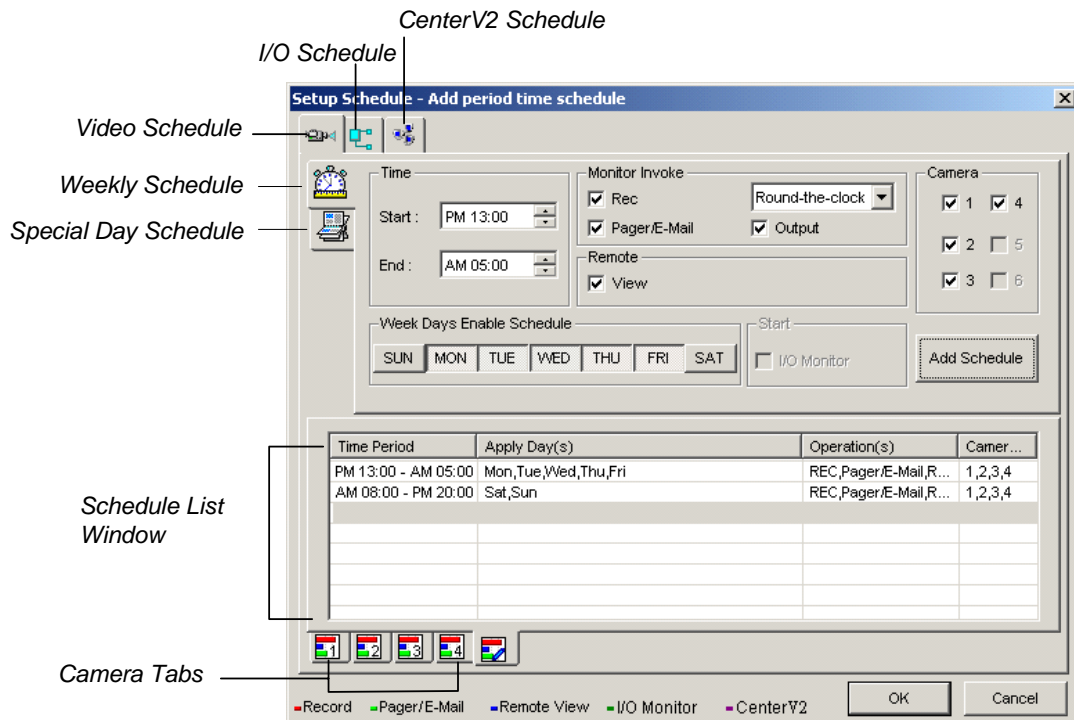 CenterV2 Schedule
I/O Schedule
Setup Schedule - Add period time schedule
Video Schedule
Weekly Schedule
Special Day Schedule
Time
Start :
PM 13:00
End :
AM 05:00
Monitor Invoke
Rec
Round-the-clock
Pager/E-Mail
Output
Remote
View
Camera
1
4
2
5
3
6
Week Days Enable Schedule
SUN MON TUE WED THU FRI SAT
Start
I/O Monitor
Add Schedule
Time Period Apply Day(s) Operation(s) Camer...
PM 13:00 - AM 05:00 Mon,Tue,Wed,Thu,Fri REC,Pager/E-Mail,R... 1,2,3,4
AM 08:00 - PM 20:00 Sat,Sun REC,Pager/E-Mail,R... 1,2,3,4
Schedule List
Window
1 2 3 4
Camera Tabs
Record Pager/E-Mail Remote View I/O Monitor CenterV2
OK
Cancel